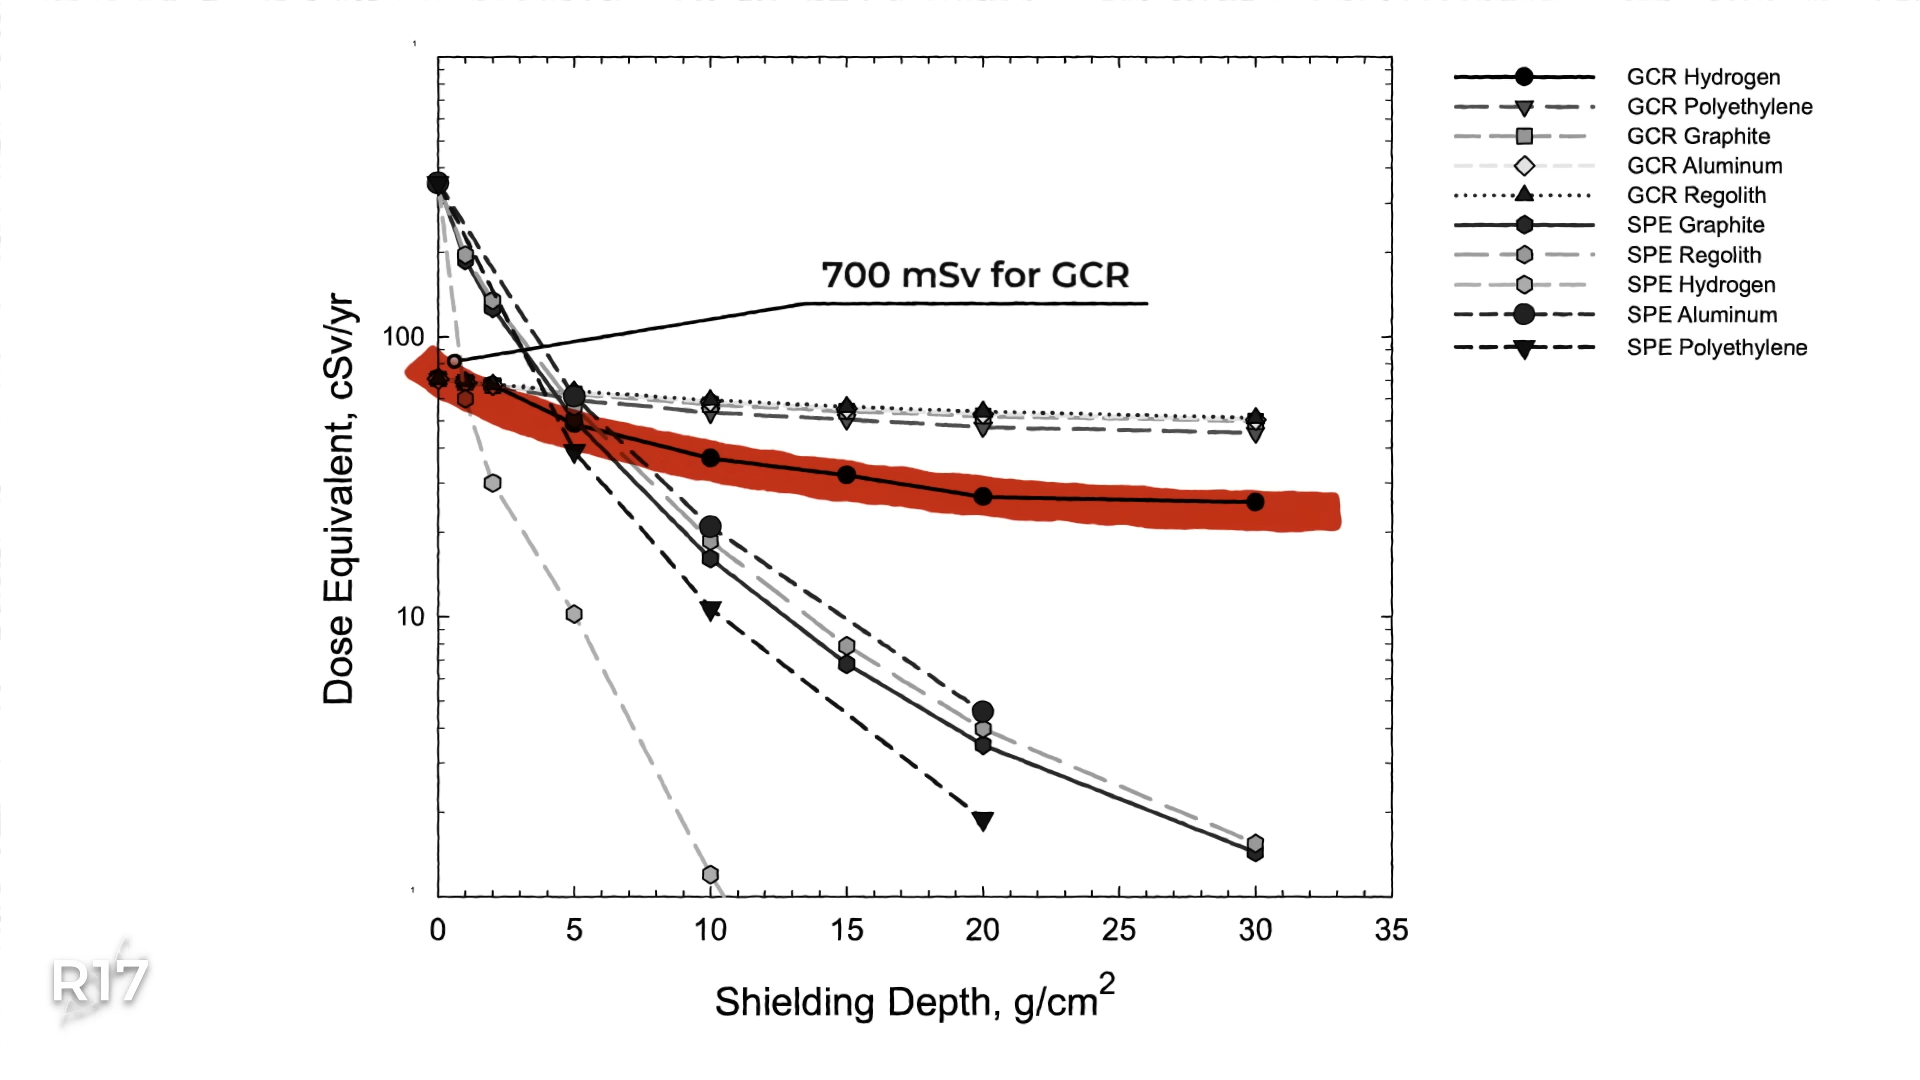 1
GCR Hydrogen
GCR Polyethylene
GCR Graphite
GCR Aluminum
GCR Regolith
SPE Graphite
SPE Regolith
SPE Hydrogen
SPE Aluminum
SPE Polyethylene
700 mSv for GCR
100
10
1
Dose Equivalent, cSv/yr
0 5 10 15 20 25 30 35
Shielding Depth, g/cm²
R17